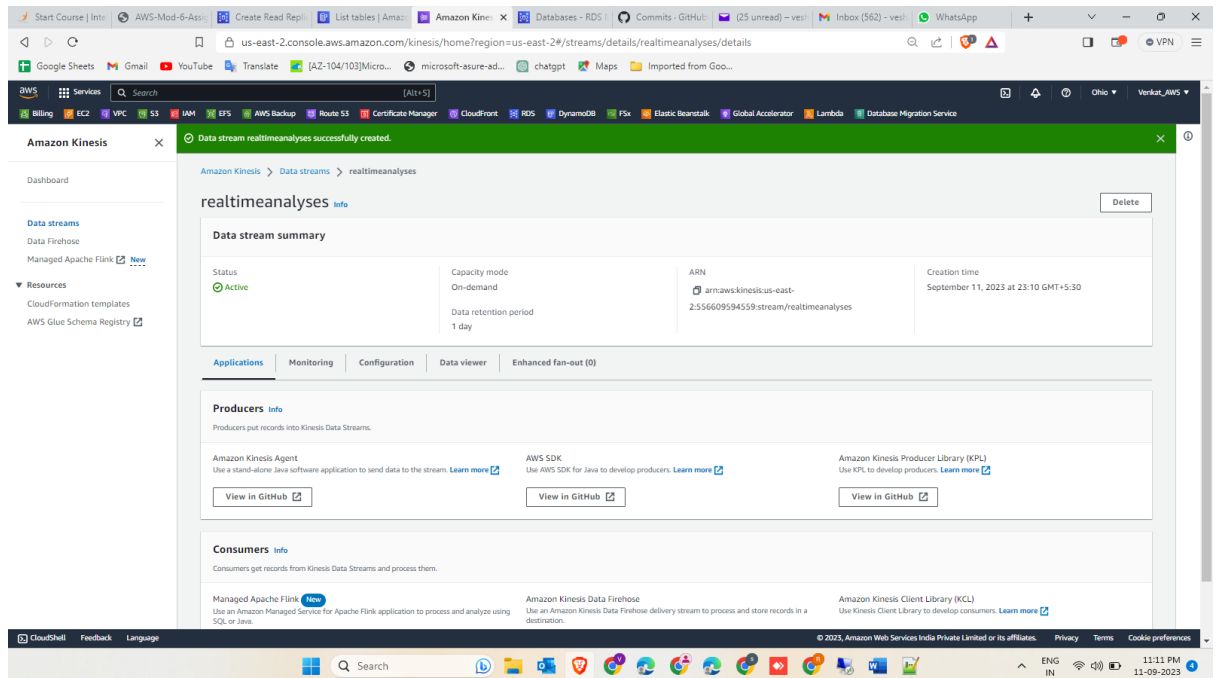 Start Course | Inte
AWS-Mod-6-Assig
Create Read Repli
List tables | Amazo
Amazon Kines
Databases - RDS
Commits · GitHub
(25 unread) – vesh
Inbox (562) - vesh
WhatsApp
us-east-2.console.aws.amazon.com/kinesis/home?region=us-east-2#/streams/details/realtimeanalyses/details
VPN
Google Sheets Gmail YouTube Translate [AZ-104/103]Micro... microsoft-asure-ad... chatgpt Maps Imported from Goo...
aws Services Search [Alt+S] Ohio Venkat_AWS
Billing EC2 VPC S3 IAM EFS AWS Backup Route 53 Certificate Manager CloudFront RDS DynamoDB FSx Elastic Beanstalk Global Accelerator Lambda Database Migration Service
Amazon Kinesis
Dashboard
Data streams
Data Firehose
Managed Apache Flink New
Resources
CloudFormation templates
AWS Glue Schema Registry
Data stream realtimeanalyses successfully created.
Amazon Kinesis Data streams realtimeanalyses
realtimeanalyses Info
Delete
Data stream summary
Status
Active
Capacity mode
On-demand
Data retention period
1 day
ARN
arn:aws:kinesis:us-east-
2:556609594559:stream/realtimeanalyses
Creation time
September 11, 2023 at 23:10 GMT+5:30
Applications Monitoring Configuration Data viewer Enhanced fan-out (0)
Producers Info
Producers put records into Kinesis Data Streams.
Amazon Kinesis Agent
Use a stand-alone Java software application to send data to the stream. Learn more
View in GitHub
AWS SDK
Use AWS SDK for Java to develop producers. Learn more
View in GitHub
Amazon Kinesis Producer Library (KPL)
Use KPL to develop producers. Learn more
View in GitHub
Consumers Info
Consumers get records from Kinesis Data Streams and process them.
Managed Apache Flink New
Use an Amazon Managed Service for Apache Flink application to process and analyze using
SQL or Java.
Amazon Kinesis Data Firehose
Use an Amazon Kinesis Data Firehose delivery stream to process and store records in a
destination.
Amazon Kinesis Client Library (KCL)
Use Kinesis Client Library to develop consumers. Learn more
CloudShell Feedback Language
© 2023, Amazon Web Services India Private Limited or its affiliates. Privacy Terms Cookie preferences
Search
ENG
IN
11:11 PM
11-09-2023
4